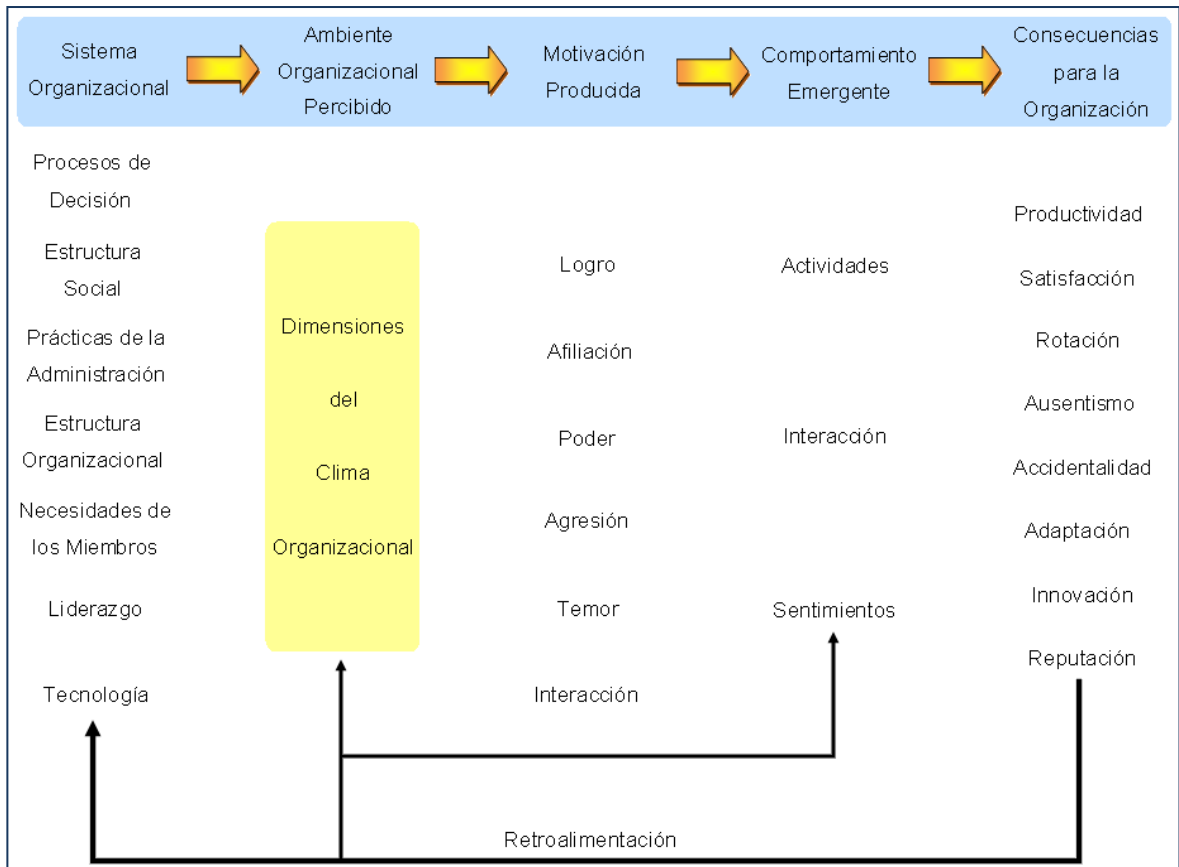 Sistema
Organizacional
Ambiente
Organizacional
Percibido
Motivación
Producida
Comportamiento
Emergente
Consecuencias
para la
Organización
Procesos de
Decisión
Estructura
Social
Prácticas de la
Administración
Estructura
Organizacional
Necesidades de
los Miembros
Liderazgo
Tecnología
Dimensiones
del
Clima
Organizacional
Logro
Afiliación
Poder
Agresión
Temor
Interacción
Actividades
Interacción
Sentimientos
Productividad
Satisfacción
Rotación
Ausentismo
Accidentalidad
Adaptación
Innovación
Reputación
Retroalimentación